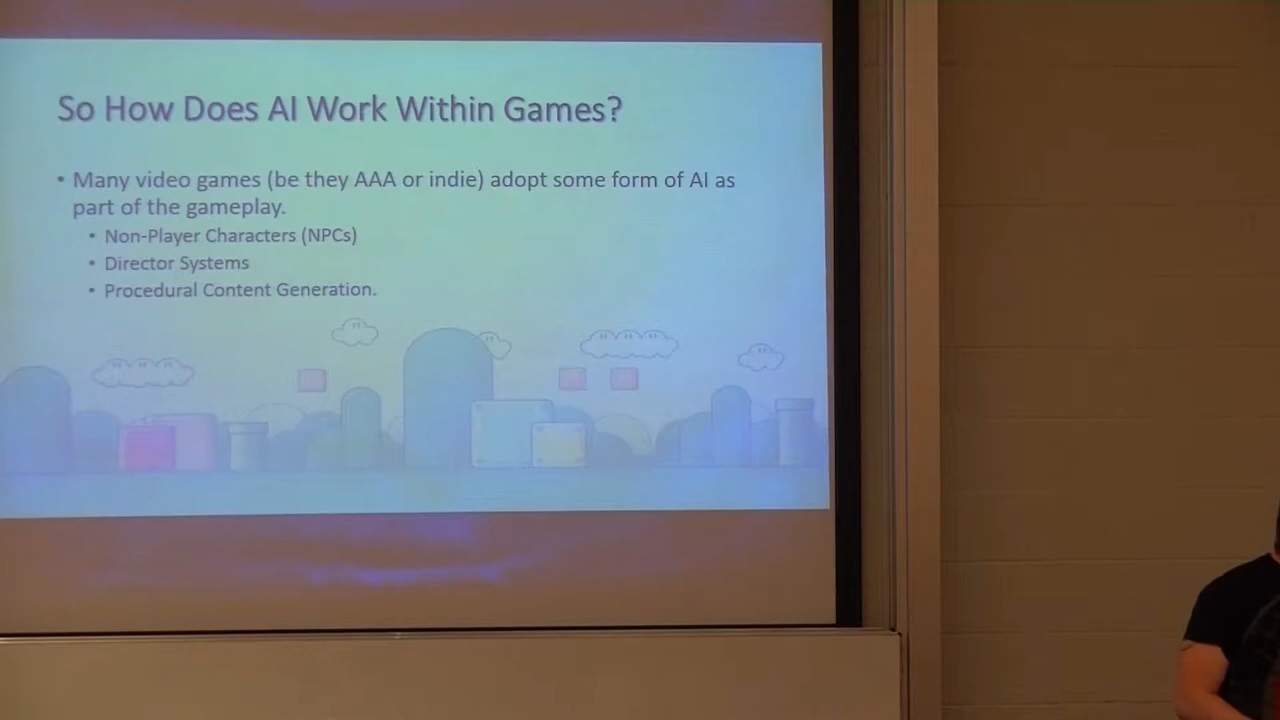 So How Does AI Work Within Games?
• Many video games (be they AAA or indie) adopt some form of AI as
part of the gameplay.
• Non-Player Characters (NPCs)
• Director Systems
• Procedural Content Generation.